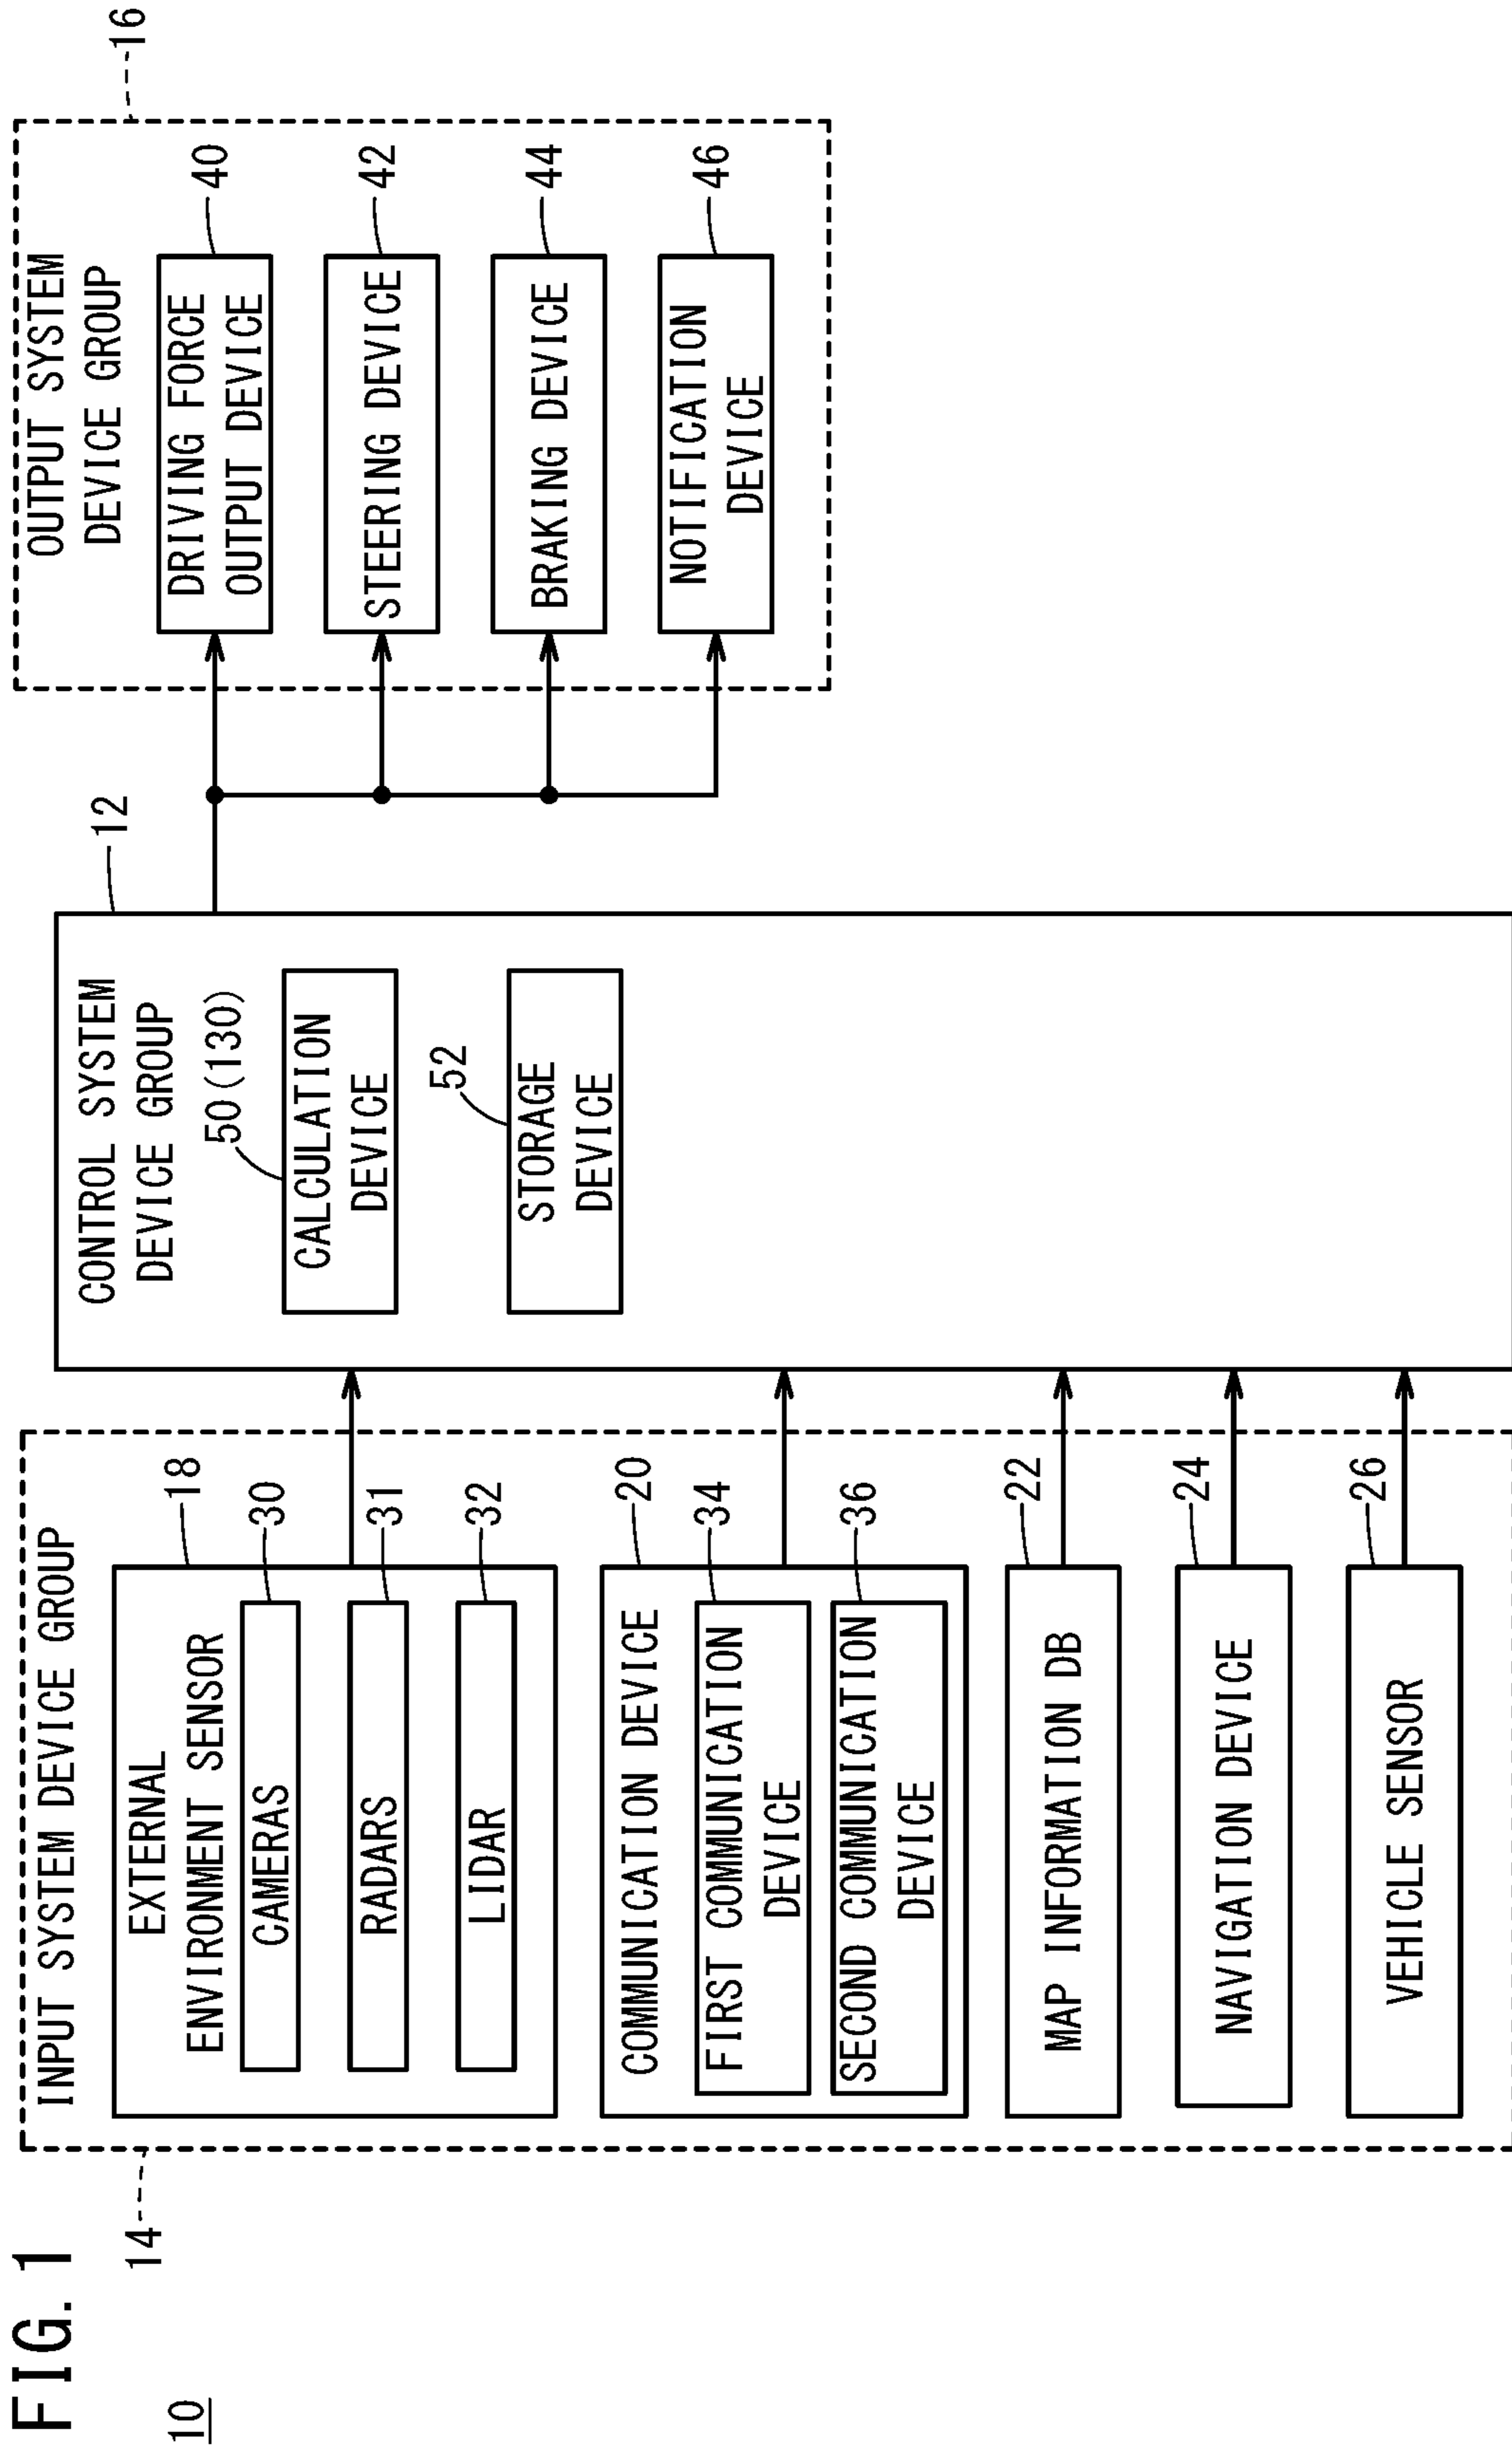 FIG. 1
10
14
INPUT SYSTEM DEVICE GROUP
18
EXTERNAL
ENVIRONMENT SENSOR
30
CAMERAS
31
RADARS
32
LIDAR
20
COMMUNICATION DEVICE
34
FIRST COMMUNICATION
DEVICE
36
SECOND COMMUNICATION
DEVICE
22
MAP INFORMATION DB
24
NAVIGATION DEVICE
26
VEHICLE SENSOR
12
CONTROL SYSTEM
DEVICE GROUP
50(130)
CALCULATION
DEVICE
52
STORAGE
DEVICE
16
OUTPUT SYSTEM
DEVICE GROUP
40
DRIVING FORCE
OUTPUT DEVICE
42
STEERING DEVICE
44
BRAKING DEVICE
46
NOTIFICATION
DEVICE